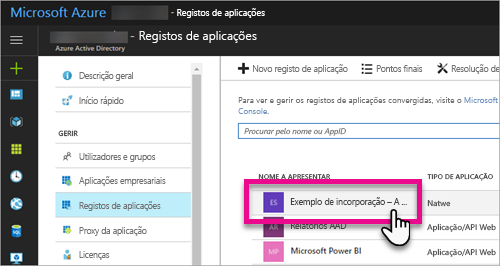 Microsoft Azure - Registos de aplicações
- Registos de aplicações
Azure Active Directory
Descrição geral
Início rápido
GERIR
Utilizadores e grupos
Aplicações empresariais
Registos de aplicações
Proxy da aplicação
Licenças
Novo registo de aplicação
Pontos finais
Resolução de
Para ver e gerir os registos de aplicações convergidas, visite o Microsoft
Console.
Procurar pelo nome ou AppID
NOME A APRESENTAR TIPO DE APLICAÇÃO
ES Exemplo de incorporação – A ... Natwe
AR Relatórios AAD Aplicação/API Web
MP Microsoft Power BI Aplicação/API Web